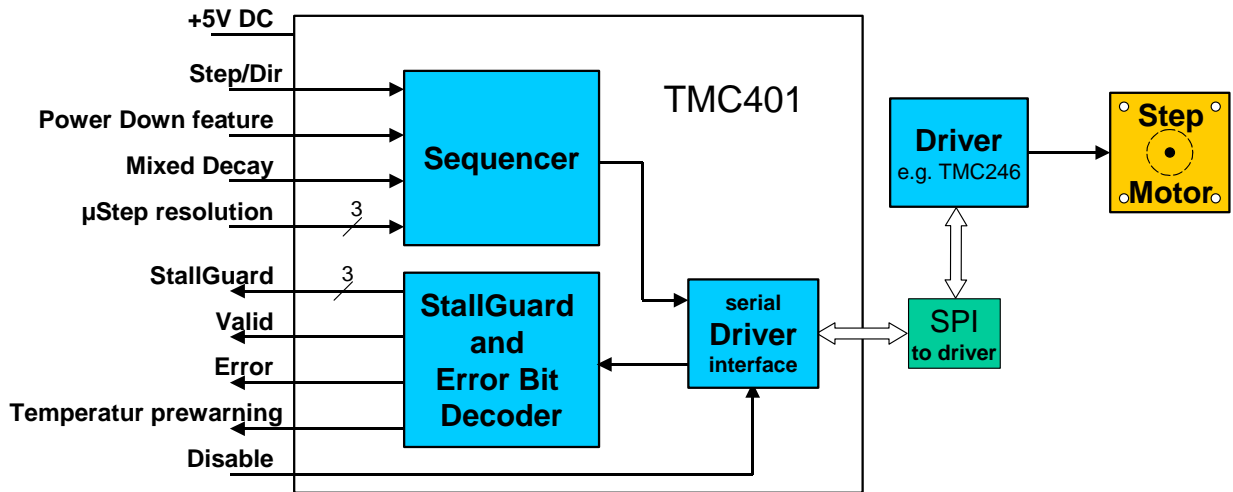 +5V DC
Step/Dir
Power Down feature
Mixed Decay
µStep resolution
3
Sequencer
TMC401
Driver
e.g. TMC246
Step
Motor
StallGuard
3
Valid
Error
Temperatur prewarning
Disable
StallGuard
and
Error Bit
Decoder
serial
Driver
interface
SPI
to driver